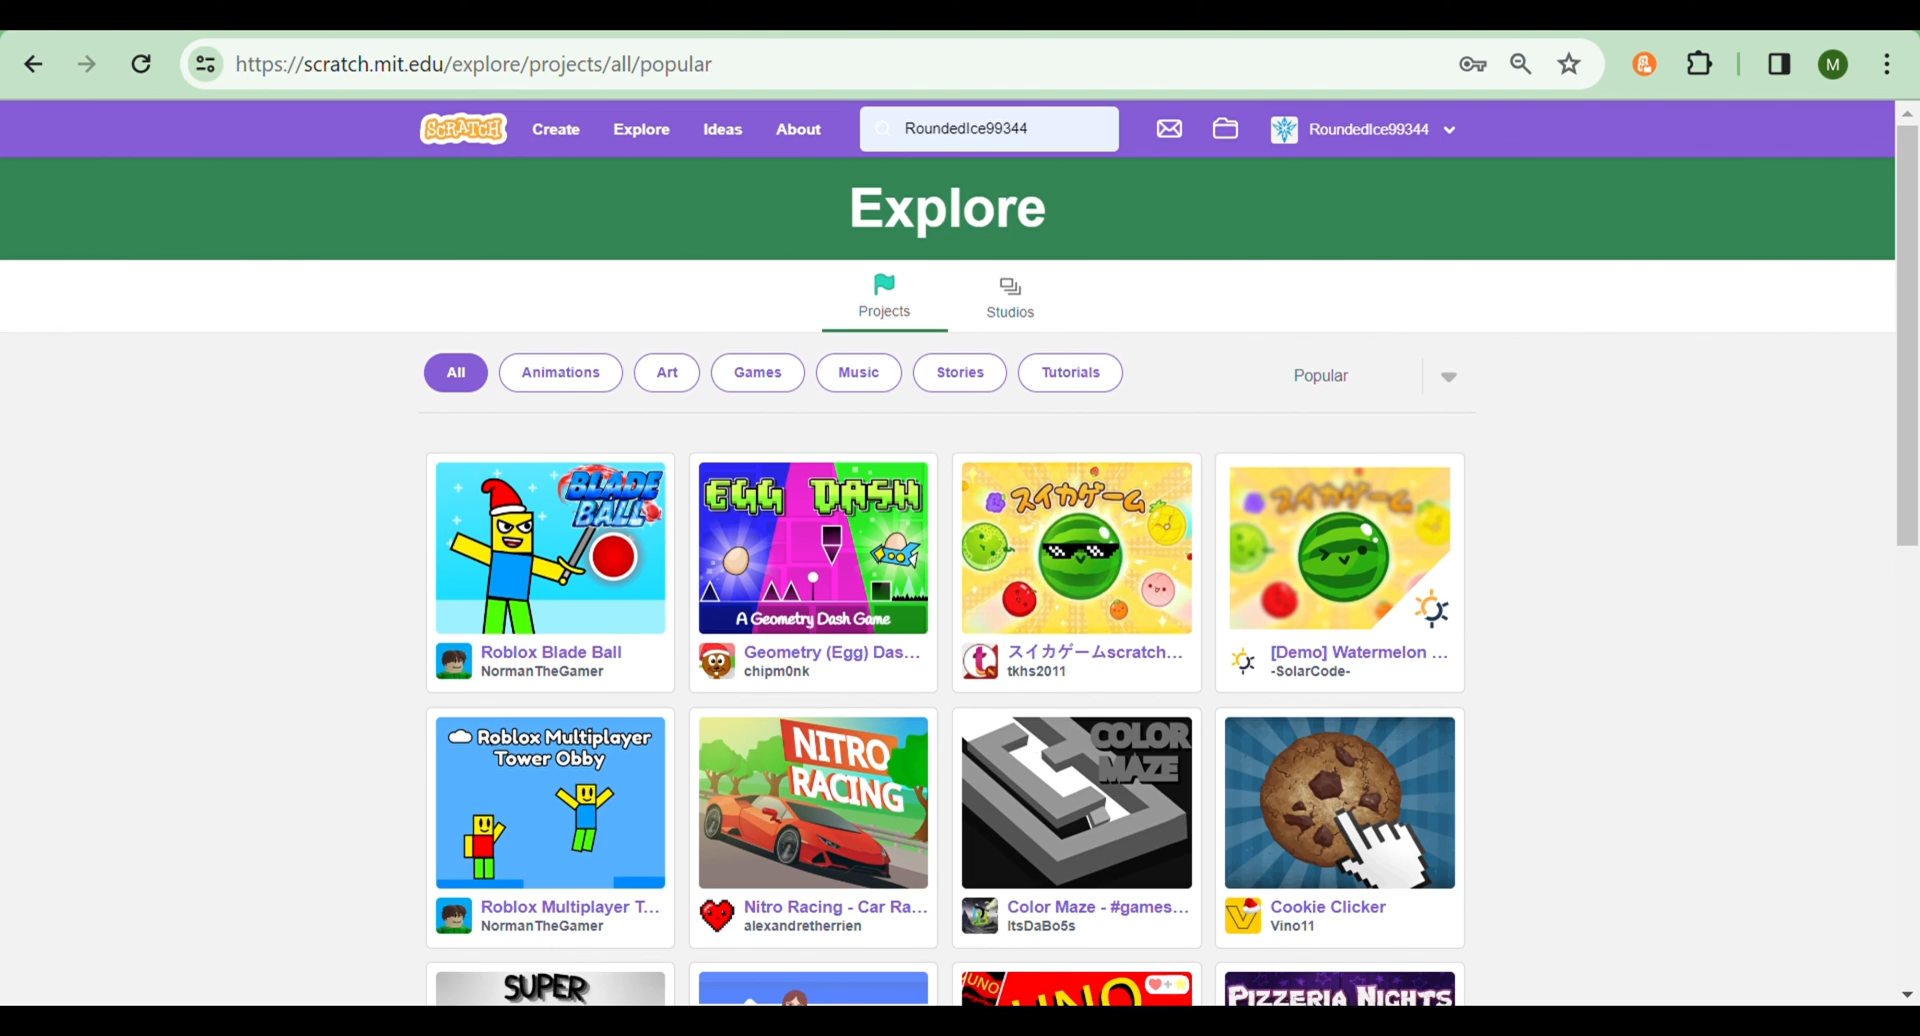 https://scratch.mit.edu/explore/projects/all/popular
M
SCRATCH Create Explore Ideas About RoundedIce99344 RoundedIce99344
Explore
Projects Studios
All Animations Art Games Music Stories Tutorials Popular
BLADE
BALL
EGG DASH
A Geometry Dash Game
スイカゲーム
スイカゲーム
Roblox Blade Ball
NormanTheGamer
Geometry (Egg) Das...
chipm0nk
スイカゲームscratch...
tkhs2011
[Demo] Watermelon ...
-SolarCode-
Roblox Multiplayer
Tower Obby
NITRO
RACING
COLOR
MAZE
Roblox Multiplayer T...
NormanTheGamer
Nitro Racing - Car Ra...
alexandretherrien
Color Maze - #games...
ItsDaBo5s
Cookie Clicker
Vino11
SUPER
UNO
UNO
PIZZERIA NIGHTS